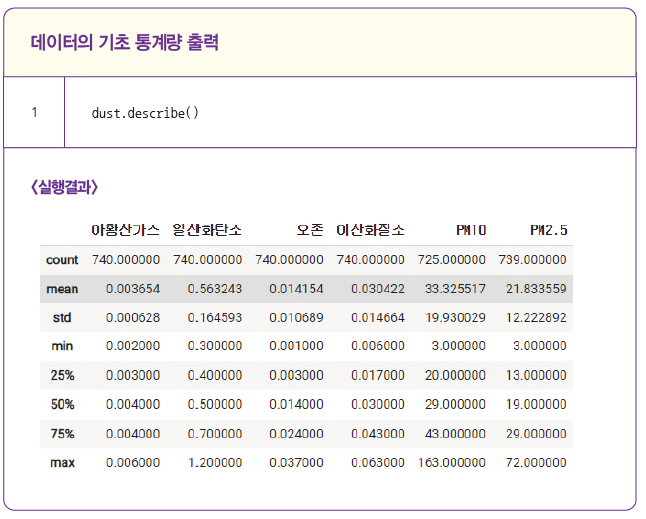 데이터의 기초 통계량 출력
1 dust.describe()
<실행결과>
아황산가스 일산화탄소 오존 이산화질소 PM10 PM2.5
count 740.000000 740.000000 740.000000 740.000000 725.000000 739.000000
mean 0.003654 0.563243 0.014154 0.030422 33.325517 21.833559
std 0.000628 0.164593 0.010689 0.014664 19.930029 12.222892
min 0.002000 0.300000 0.001000 0.006000 3.000000 3.000000
25% 0.003000 0.400000 0.003000 0.017000 20.000000 13.000000
50% 0.004000 0.500000 0.014000 0.030000 29.000000 19.000000
75% 0.004000 0.700000 0.024000 0.043000 43.000000 29.000000
max 0.006000 1.200000 0.037000 0.063000 163.000000 72.000000